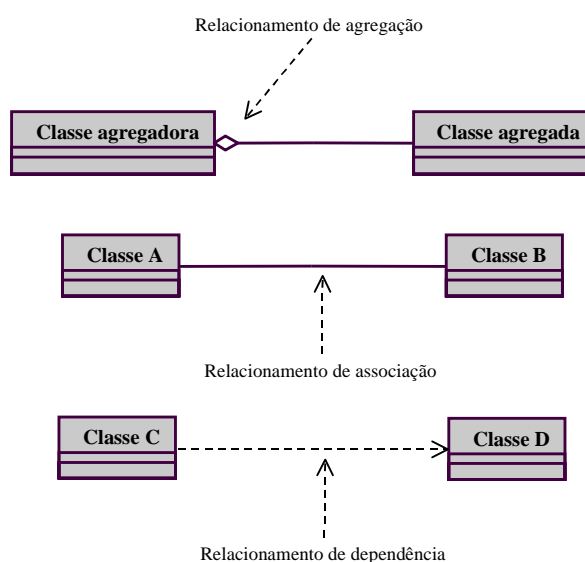 Relacionamento de agregação
Classe agregadora
Classe agregada
Classe A
Classe B
Relacionamento de associação
Classe C
Classe D
Relacionamento de dependência